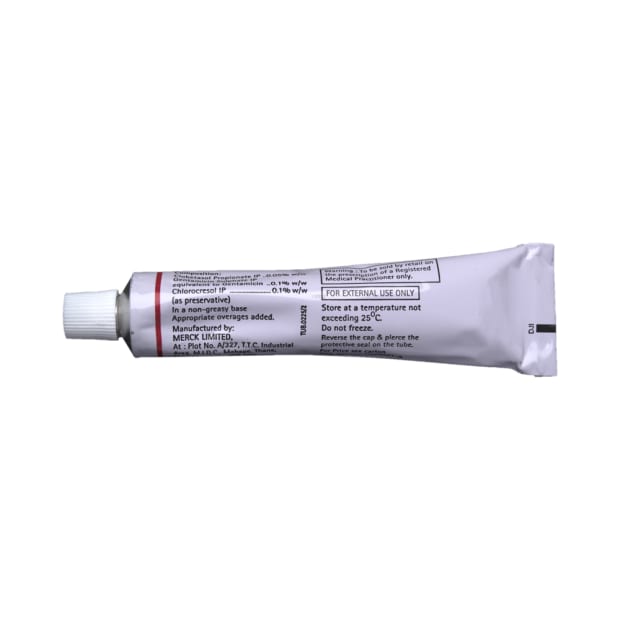 Composition:
Clobetasol Propionate IP ..0.05% w/w
Gentamicin Sulphate IP
equivalent to Gentamicin ..0.1% w/w
Chlorocresol IP 0.1% w/w
(as preservative)
In a non-greasy base
Appropriate overages added.
Manufactured by:
MERCK LIMITED,
At : Plot No. A/327, T.T.C. Industrial
Area, M.I.D.C., Mahape, Thane,
TUB.0225/2
Warning : To be sold by retail on
the prescription of a Registered
Medical Practitioner only.
FOR EXTERNAL USE ONLY
Store at a temperature not
exceeding 25°C.
Do not freeze.
Reverse the cap & pierce the
protective seal on the tube.
For Price see carton
DJI